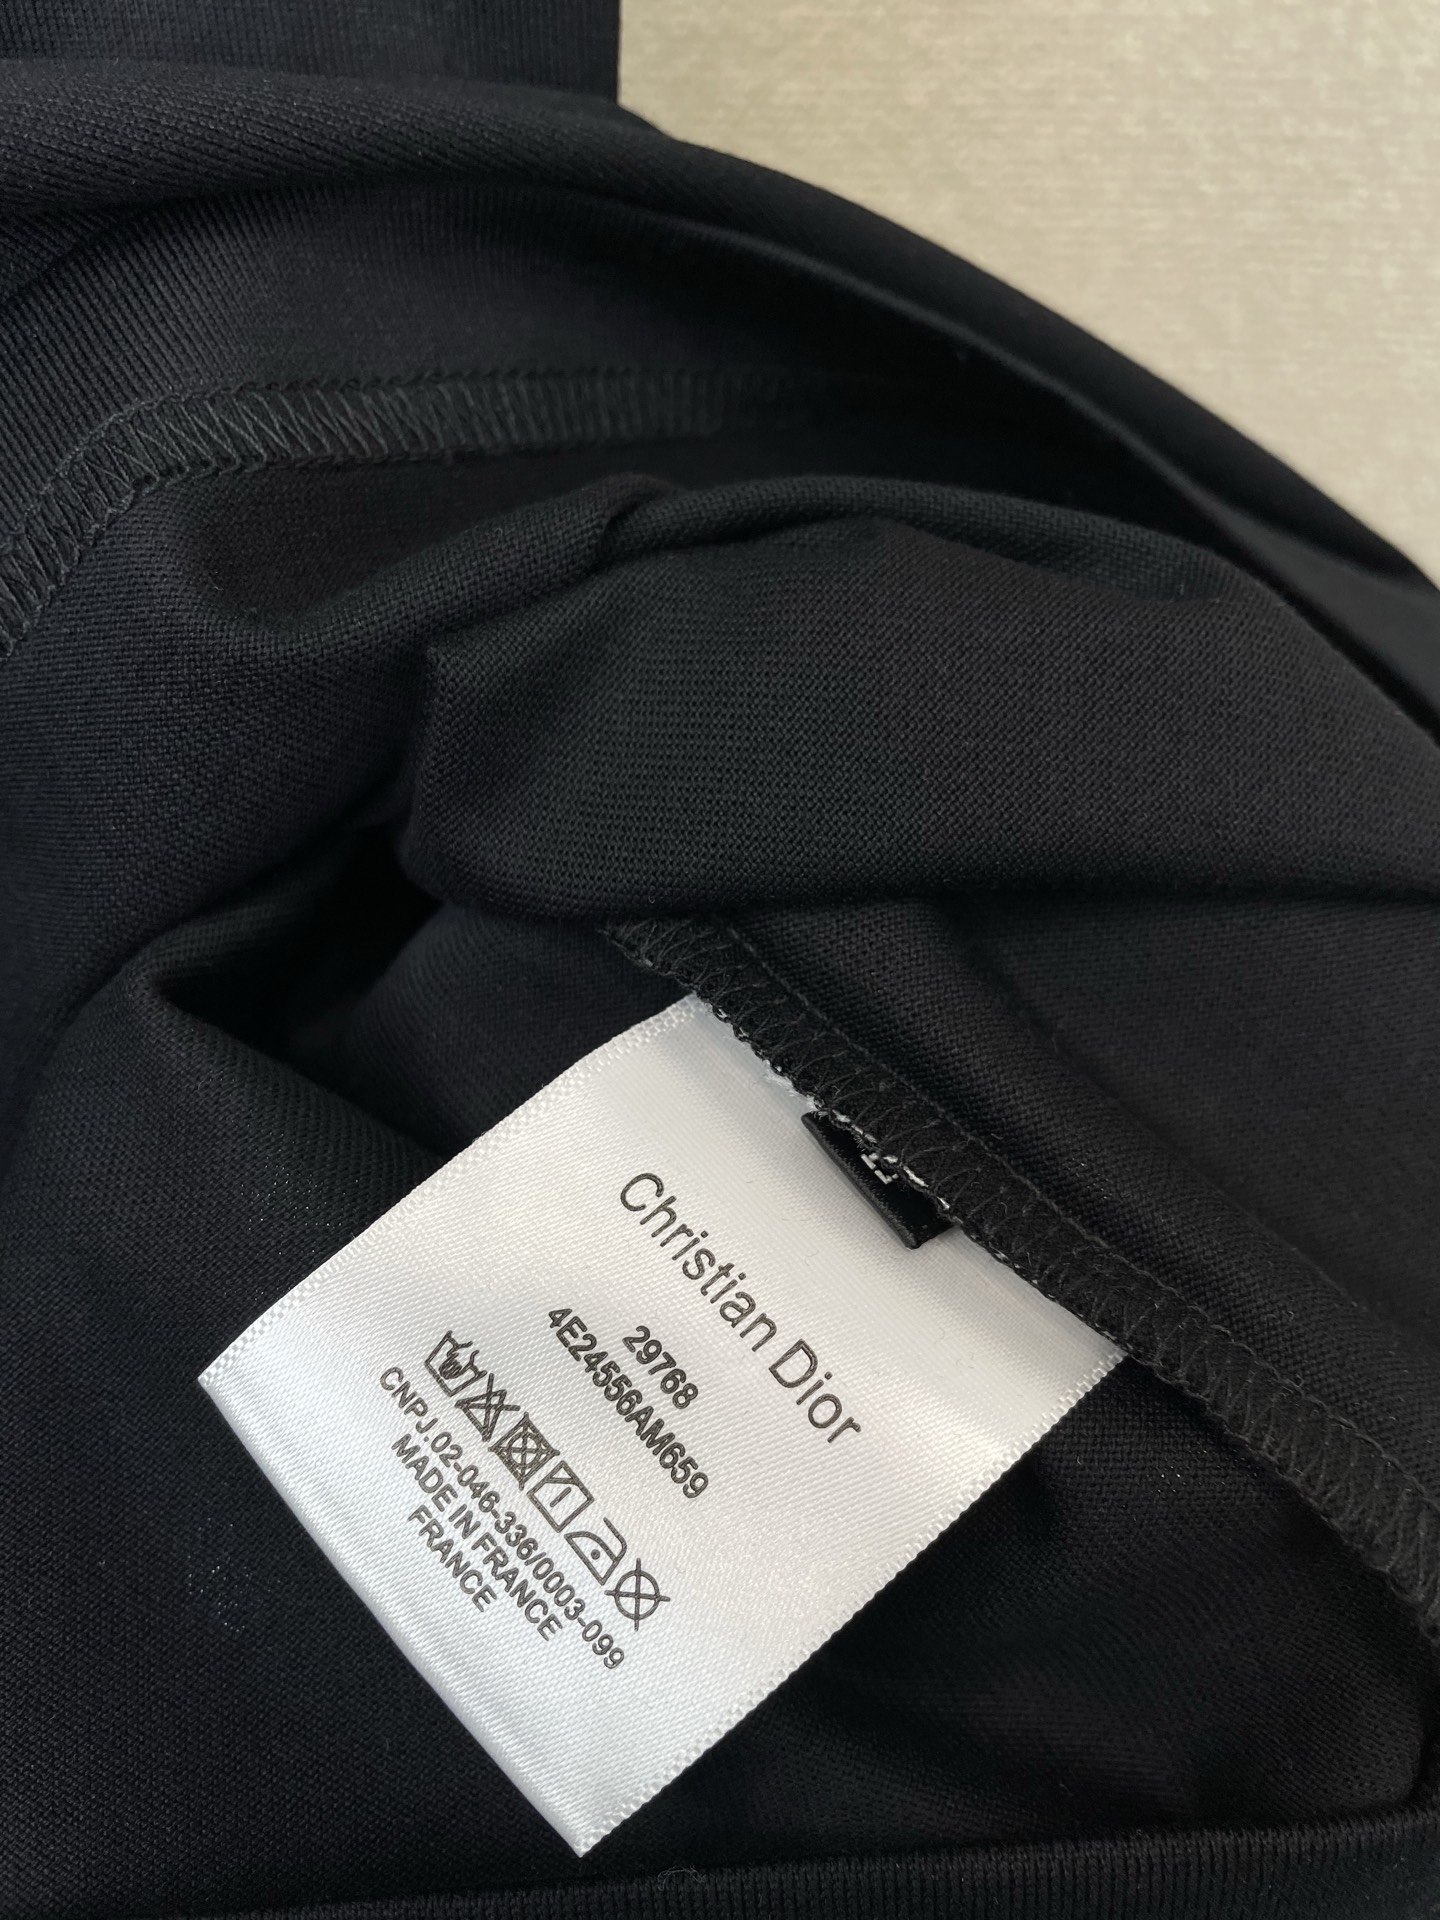 Christian Dior
29768
4E24556AM659
CNPJ.02-046-336/0003-099
MADE IN FRANCE
FRANCE